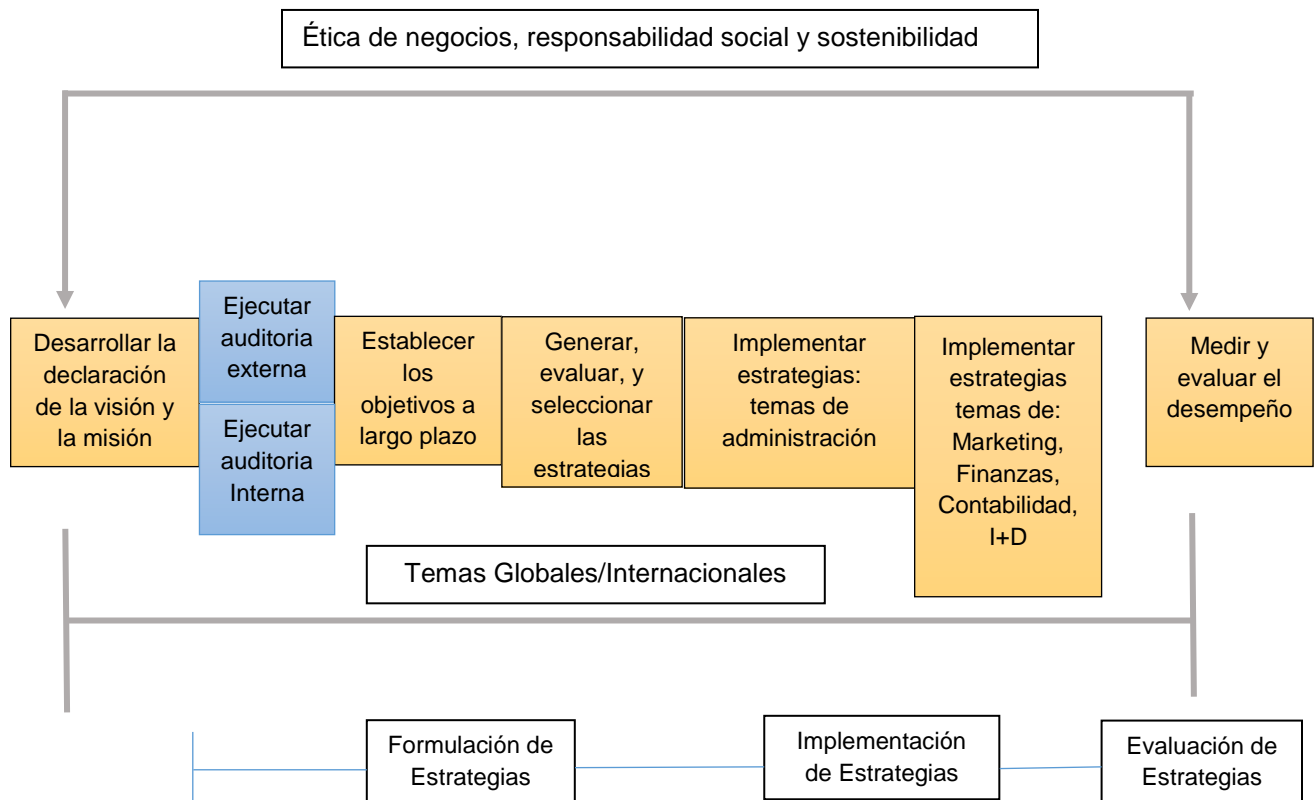 Ética de negocios, responsabilidad social y sostenibilidad
Desarrollar la
declaración
de la visión y
la misión
Ejecutar
auditoria
externa
Ejecutar
auditoria
Interna
Establecer
los
objetivos a
largo plazo
Generar,
evaluar, y
seleccionar
las
estrategias
Implementar
estrategias:
temas de
administración
Implementar
estrategias
temas de:
Marketing,
Finanzas,
Contabilidad,
I+D
Medir y
evaluar el
desempeño
Temas Globales/Internacionales
Formulación de
Estrategias
Implementación
de Estrategias
Evaluación de
Estrategias